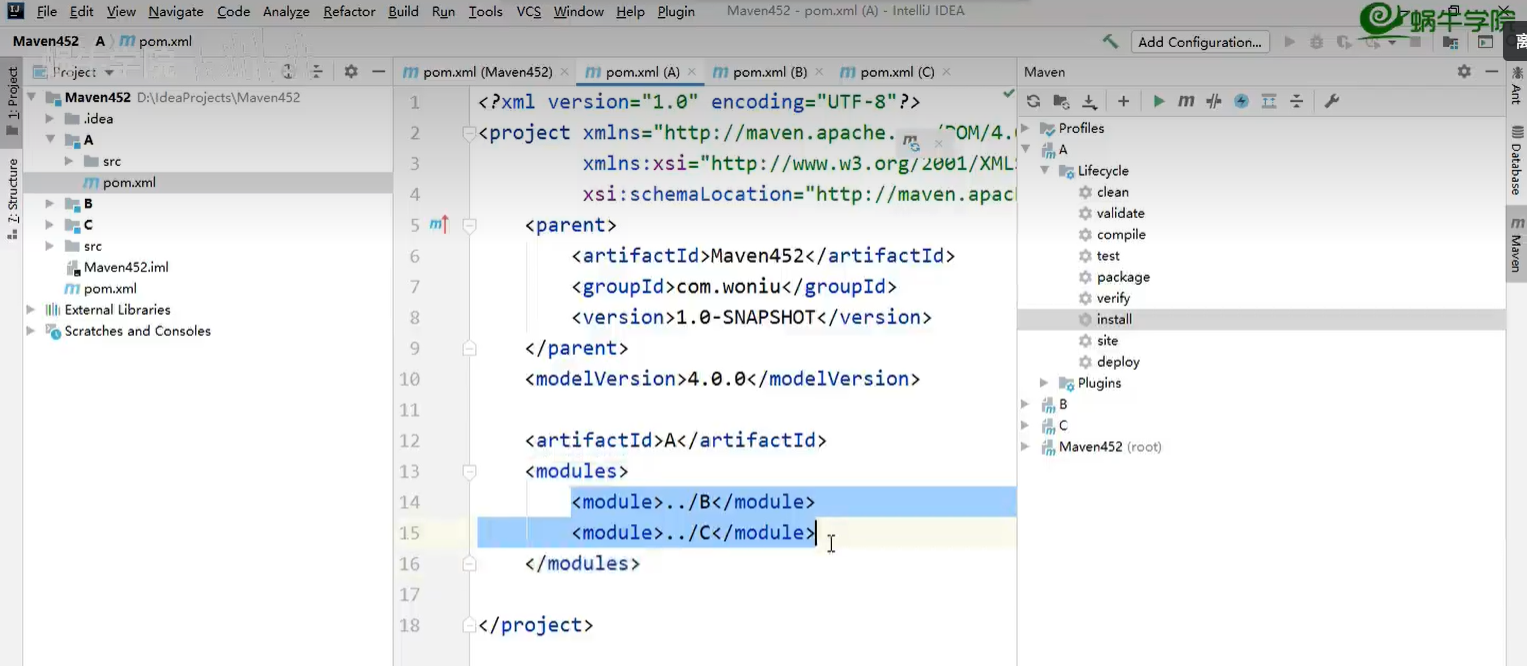 File Edit View Navigate Code Analyze Refactor Build Run Tools VCS Window Help Plugin Maven452 - pom.xml (A) - IntelliJ IDEA
蜗牛学院
离
Maven452 A pom.xml
Add Configuration...
Project
pom.xml (Maven452) pom.xml (A) pom.xml (B) pom.xml (C)
Maven
1: Project
7: Structure
Maven452 D:\IdeaProjects\Maven452
.idea
A
src
pom.xml
B
C
src
Maven452.iml
pom.xml
External Libraries
Scratches and Consoles
1 <?xml version="1.0" encoding="UTF-8"?>
2 <project xmlns="http://maven.apache. /POM/4.
3 xmlns:xsi="http://www.w3.org/2001/XMLS
4 xsi:schemaLocation="http://maven.apac
5 <parent>
6 <artifactId>Maven452</artifactId>
7 <groupId>com.woniu</groupId>
8 <version>1.0-SNAPSHOT</version>
9 </parent>
10 <modelVersion>4.0.0</modelVersion>
11
12 <artifactId>A</artifactId>
13 <modules>
14 <module>../B</module>
15 <module>../C</module>
16 </modules>
17
18 </project>
Profiles
A
Lifecycle
clean
validate
compile
test
package
verify
install
site
deploy
Plugins
B
C
Maven452 (root)
Ant
Database
Maven